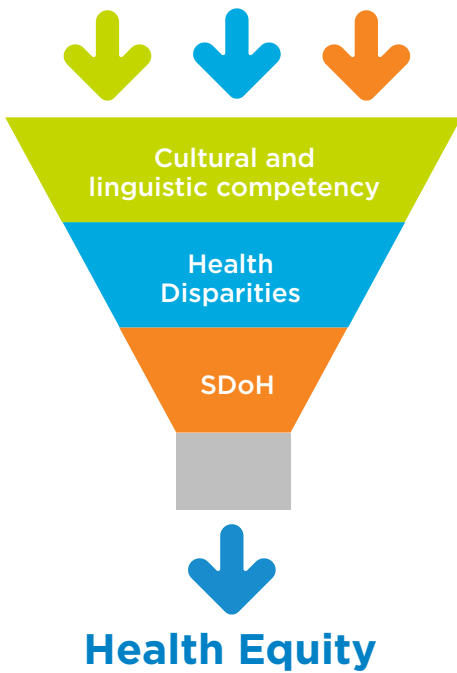 Cultural and
linguistic competency
Health
Disparities
SDoH
Health Equity